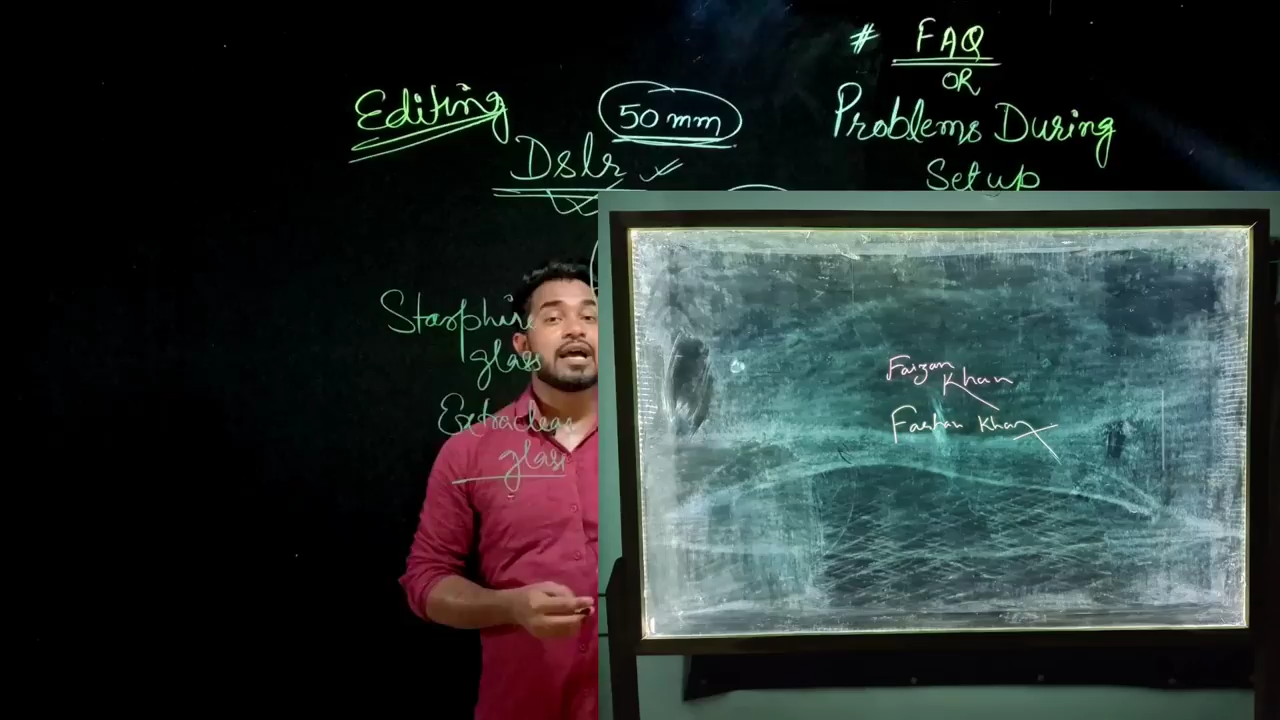 # FAQ
OR
Problems During
Setup
Editing
50 mm
Dslr
Starphire
glass
Extraclear
glass
Faizan
Khan
Farhan Khan